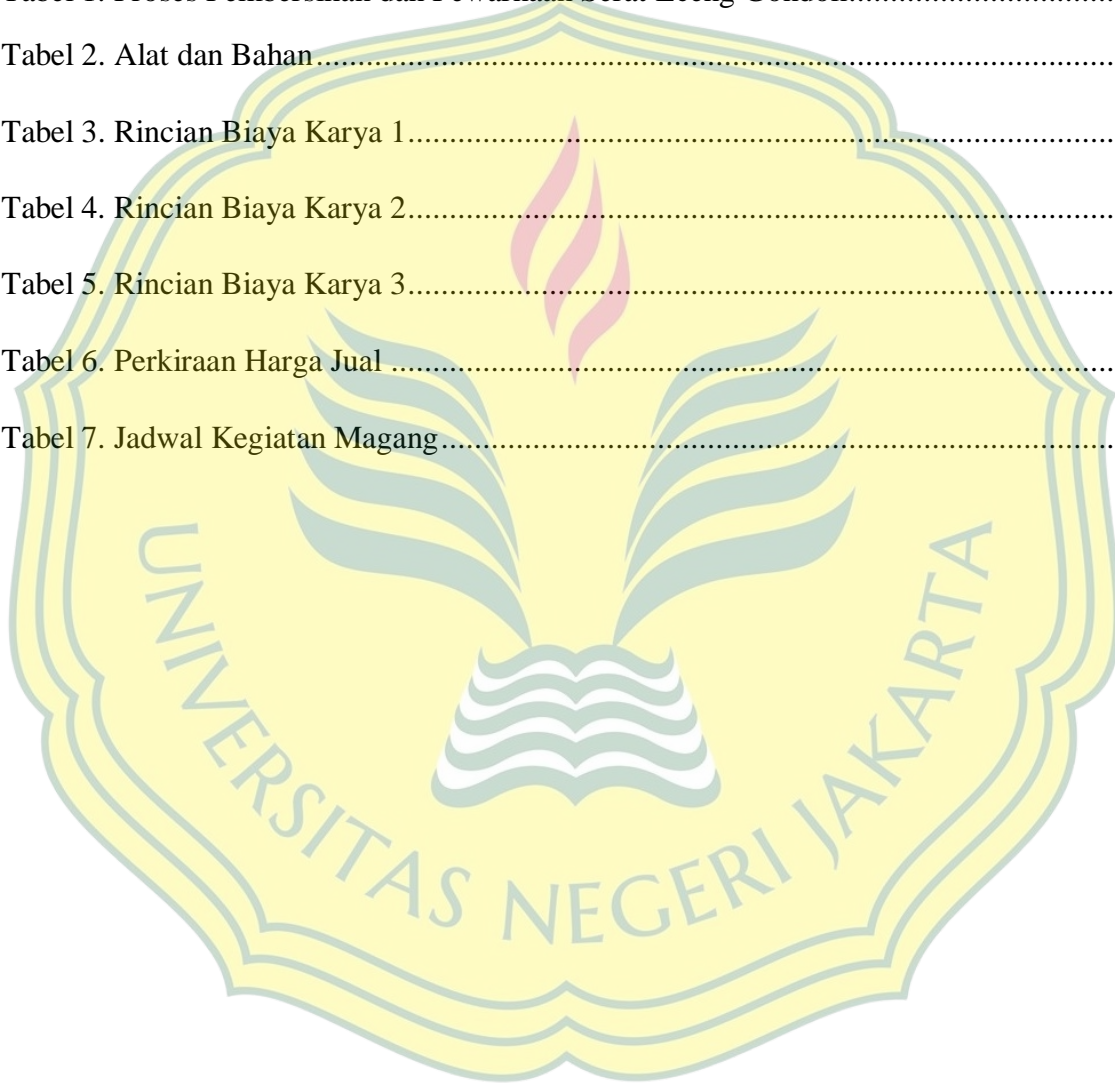 Tabel 1. Proses Pembersihan dan Pewarnaan Serat Eceng Gondok...............................
Tabel 2. Alat dan Bahan...............................................................................................
Tabel 3. Rincian Biaya Karya 1....................................................................................
Tabel 4. Rincian Biaya Karya 2....................................................................................
Tabel 5. Rincian Biaya Karya 3....................................................................................
Tabel 6. Perkiraan Harga Jual ......................................................................................
Tabel 7. Jadwal Kegiatan Magang................................................................................
UNIVERSITAS NEGERI JAKARTA